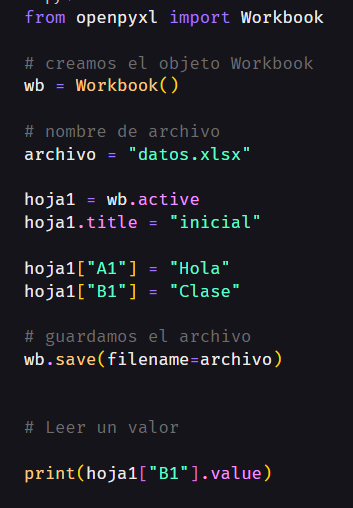 from openpyxl import Workbook
# creamos el objeto Workbook
wb = Workbook()
# nombre de archivo
archivo = "datos.xlsx"
hoja1 = wb.active
hoja1.title = "inicial"
hoja1["A1"] = "Hola"
hoja1["B1"] = "Clase"
# guardamos el archivo
wb.save(filename=archivo)
# Leer un valor
print(hoja1["B1"].value)